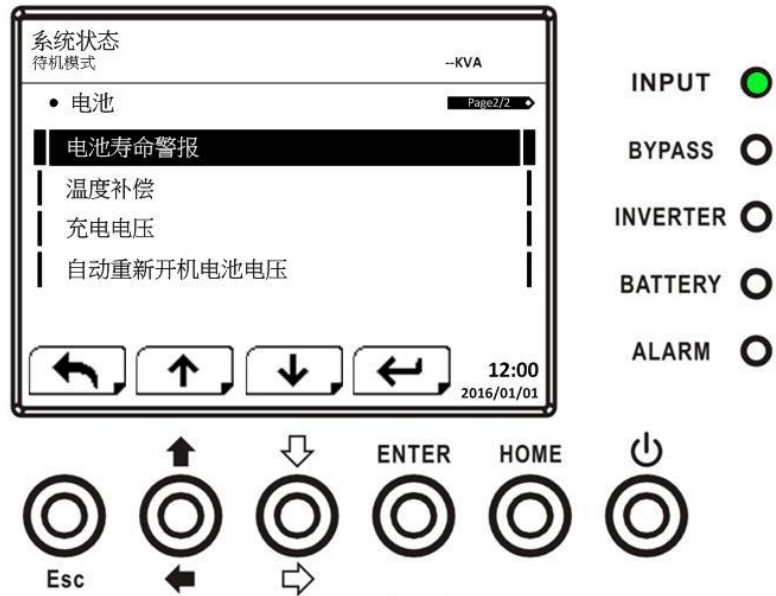 系统状态
待机模式
--KVA
• 电池
Page2/2
电池寿命警报
温度补偿
充电电压
自动重新开机电池电压
12:00
2016/01/01
INPUT
BYPASS
INVERTER
BATTERY
ALARM
ENTER
HOME
Esc